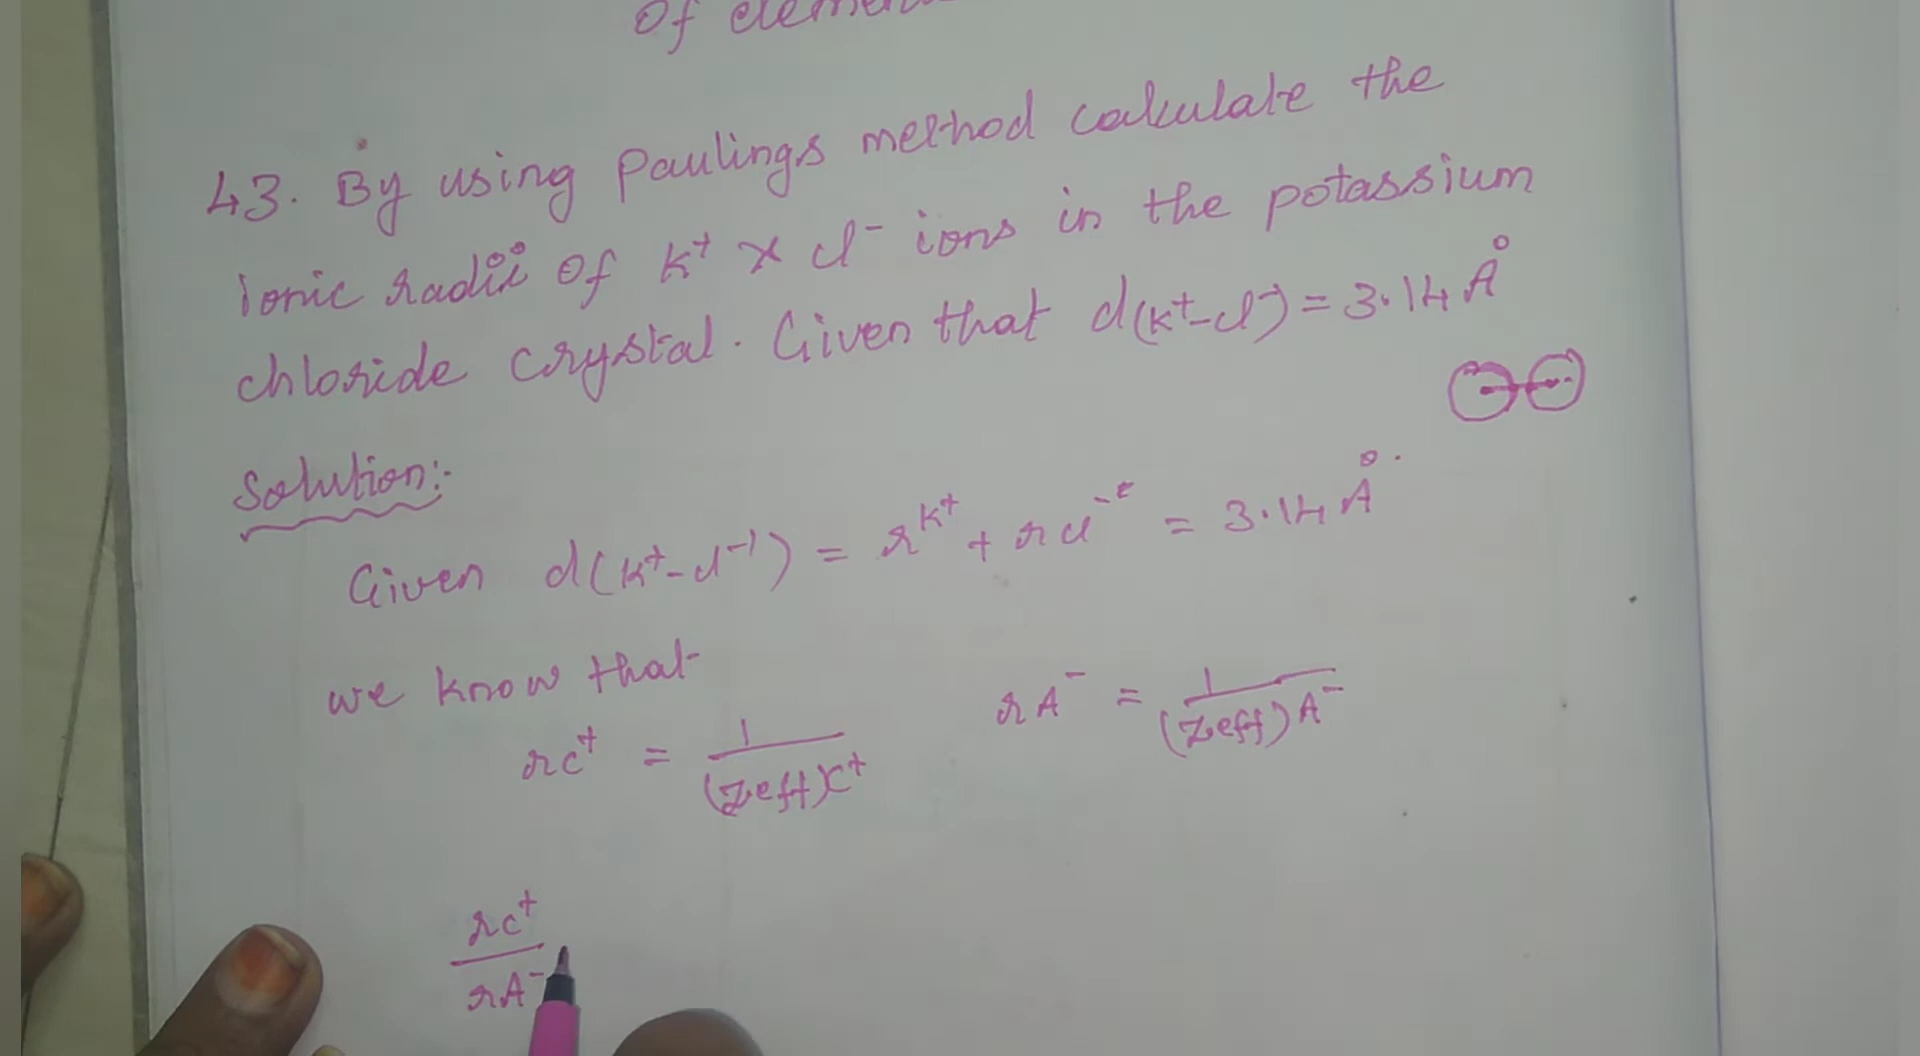 Of elemen
43. By using paulings method calculate the
ionic radii of k⁺ & Cl⁻ ions in the potassium
chloride crystal. Given that d(k⁺-Cl⁻) = 3.14 Å
Solution:-
Given d(k⁺-Cl⁻¹) = rk⁺ + rCl⁻ = 3.14 Å
we know that
rc⁺ = 1/(Zeff)C⁺ rA⁻ = 1/(Zeff)A⁻
rc⁺
rA⁻